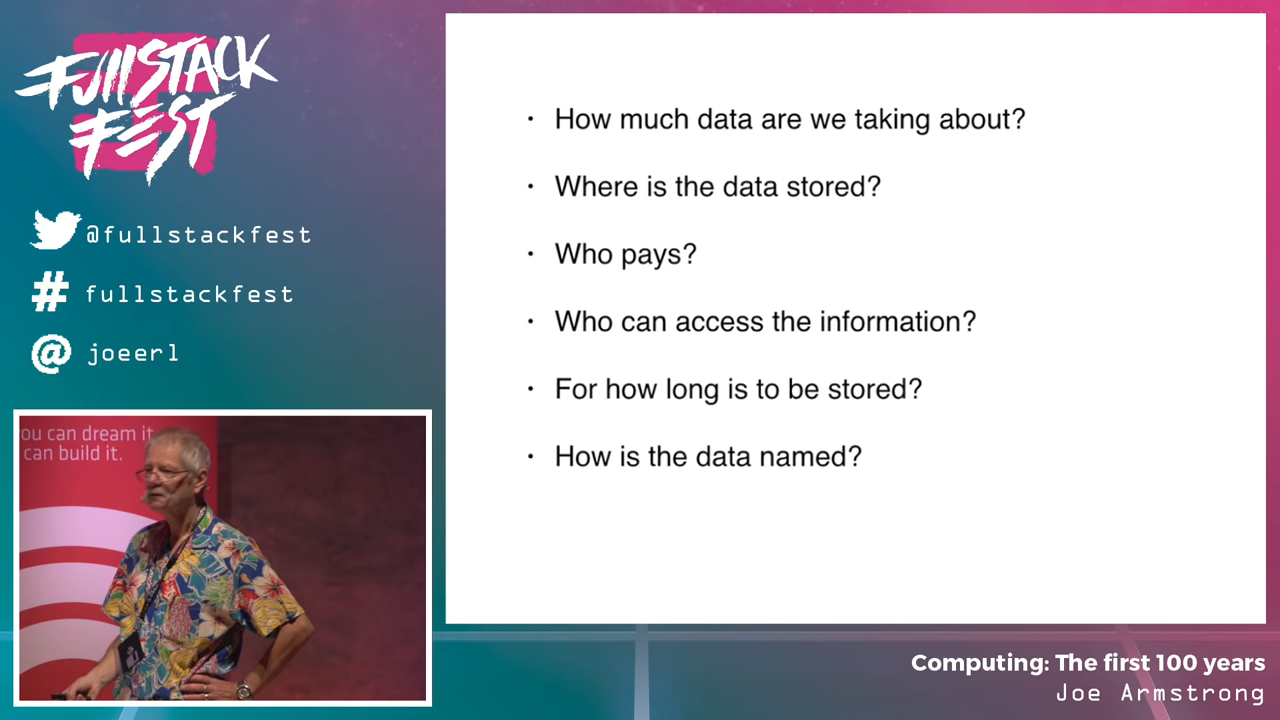 FullSTACK
FEST
@fullstackfest
# fullstackfest
@ joeerl
ou can dream it
can build it.
• How much data are we taking about?
• Where is the data stored?
• Who pays?
• Who can access the information?
• For how long is to be stored?
• How is the data named?
Computing: The first 100 years
Joe Armstrong